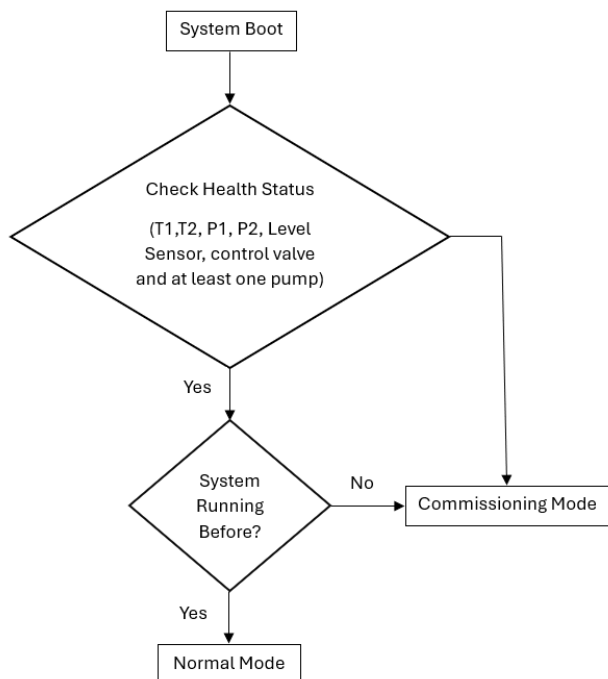 System Boot
Check Health Status
(T1,T2, P1, P2, Level
Sensor, control valve
and at least one pump)
Yes
System
Running
Before?
No
Commissioning Mode
Yes
Normal Mode